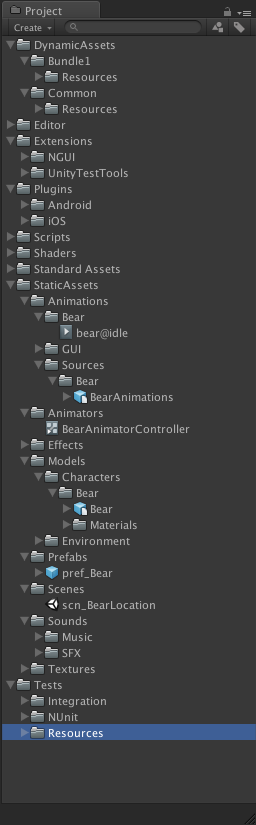 Project
Create
DynamicAssets
Bundle1
Resources
Common
Resources
Editor
Extensions
NGUI
UnityTestTools
Plugins
Android
iOS
Scripts
Shaders
Standard Assets
StaticAssets
Animations
Bear
bear@idle
GUI
Sources
Bear
BearAnimations
Animators
BearAnimatorController
Effects
Models
Characters
Bear
Bear
Materials
Environment
Prefabs
pref_Bear
Scenes
scn_BearLocation
Sounds
Music
SFX
Textures
Tests
Integration
NUnit
Resources